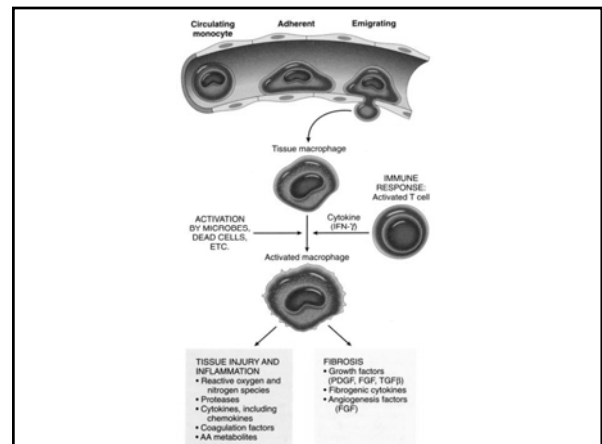 Circulating
monocyte
Adherent
Emigrating
Tissue macrophage
IMMUNE
RESPONSE:
Activated T cell
ACTIVATION
BY MICROBES,
DEAD CELLS,
ETC.
Cytokine
(IFN-γ)
Activated macrophage
TISSUE INJURY AND
INFLAMMATION
• Reactive oxygen and
nitrogen species
• Proteases
• Cytokines, including
chemokines
• Coagulation factors
• AA metabolites
FIBROSIS
• Growth factors
(PDGF, FGF, TGFβ)
• Fibrogenic cytokines
• Angiogenesis factors
(FGF)